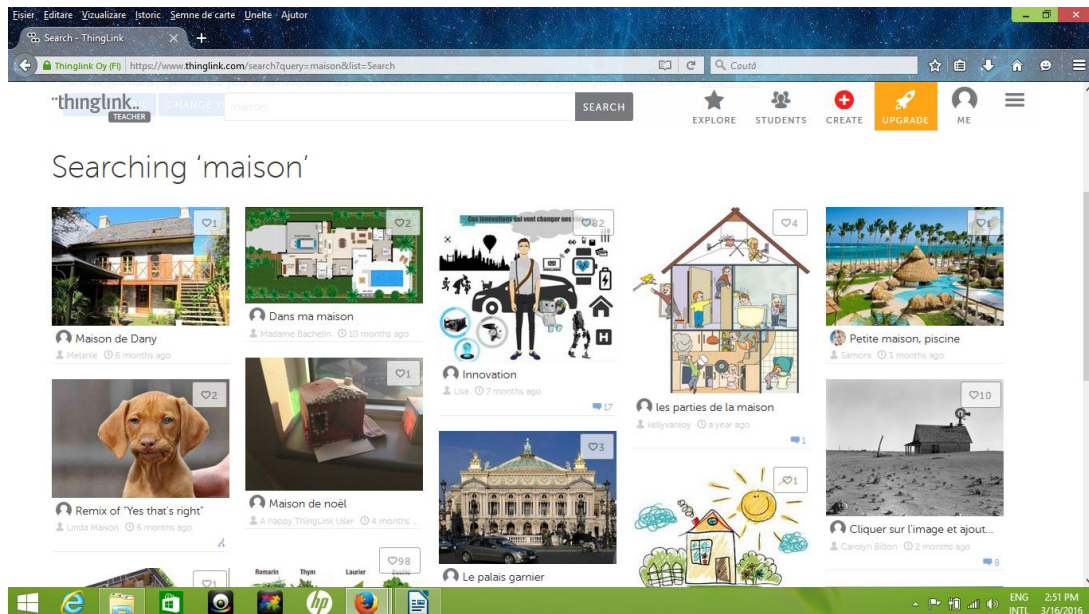 Fișier Editare Vizualizare Istoric Semne de carte Unelte Ajutor
Search - ThingLink
Thinglink Oy (FI) https://www.thinglink.com/search?query=maison&list=Search
Caută
thinglink..
TEACHER
maison
SEARCH
EXPLORE STUDENTS CREATE UPGRADE ME
Searching 'maison'
1
Maison de Dany
Melanie 6 months ago
2
Remix of "Yes that's right"
Linda Maison 6 months ago
1
2
Dans ma maison
Madame Bachelin 10 months ago
1
Maison de noël
A happy ThingLink User 4 months ...
98
Romarin Thym Laurier
Ces innovations qui vont changer nos
82
Innovation
Lisa 7 months ago
17
3
Le palais garnier
4
les parties de la maison
kellyvanloy a year ago
1
1
1
Petite maison, piscine
Samora 3 months ago
10
Cliquer sur l'image et ajout...
Carolyn Bilton 2 months ago
8
hp
ENG 2:51 PM
INTL 3/16/2016